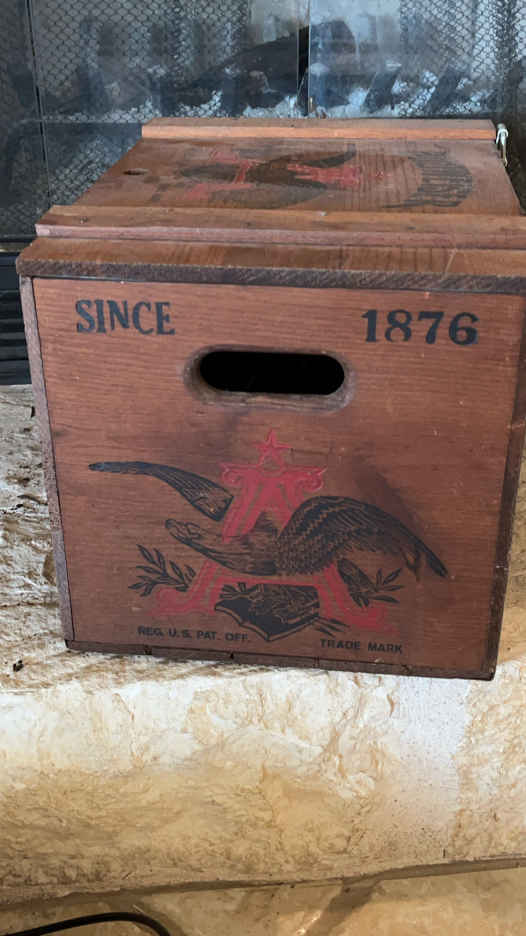 SINCE 1876
REG. U.S. PAT. OFF. TRADE MARK